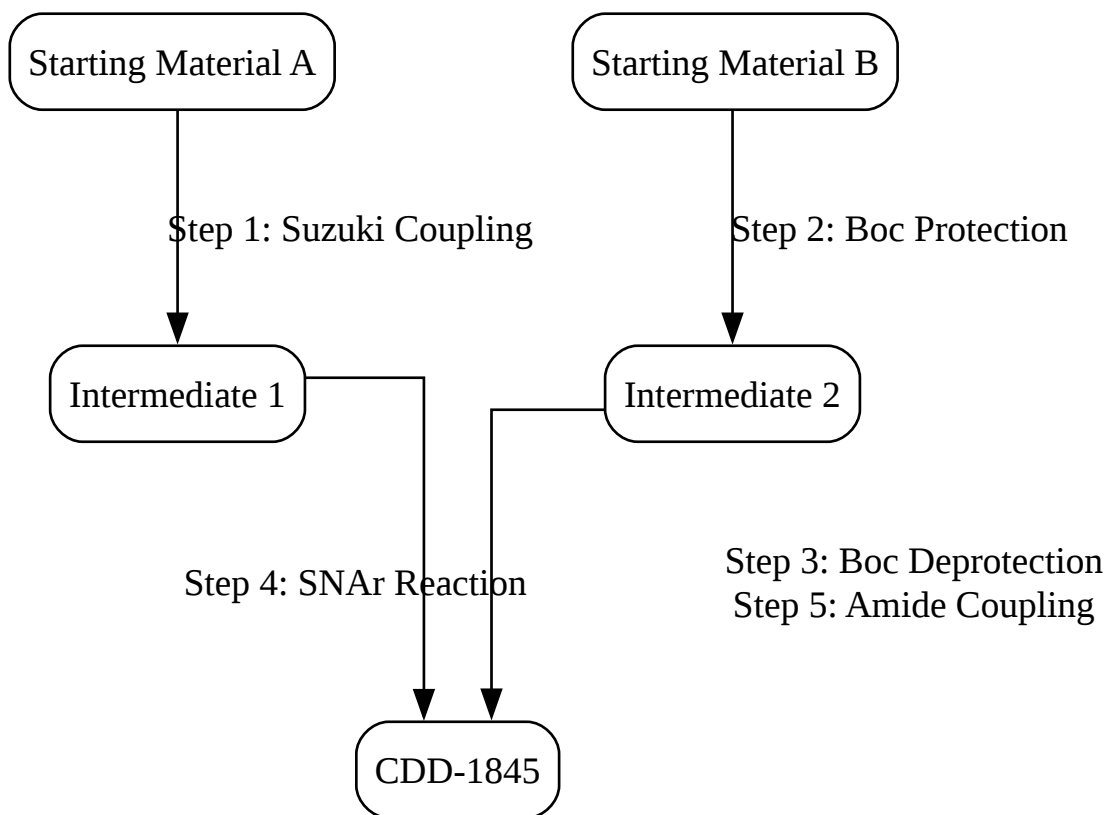 Starting Material A
Starting Material B
Step 1: Suzuki Coupling
Step 2: Boc Protection
Intermediate 1
Intermediate 2
Step 4: SNAr Reaction
Step 3: Boc Deprotection
Step 5: Amide Coupling
CDD-1845